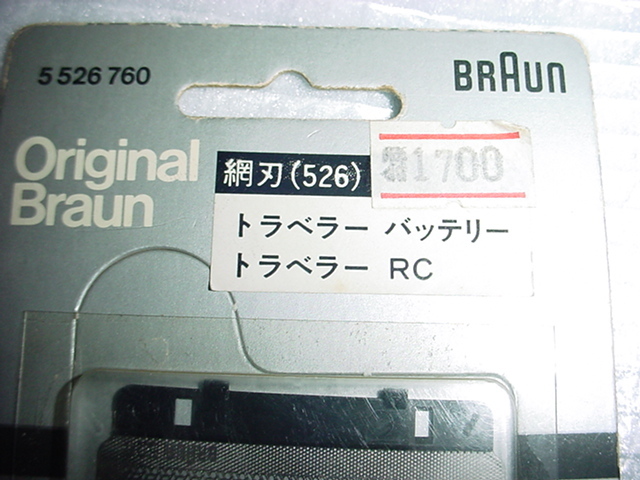 5 526 760
BRAUN
Original
Braun
網刃(526)
1700
トラベラー バッテリー
トラベラー RC